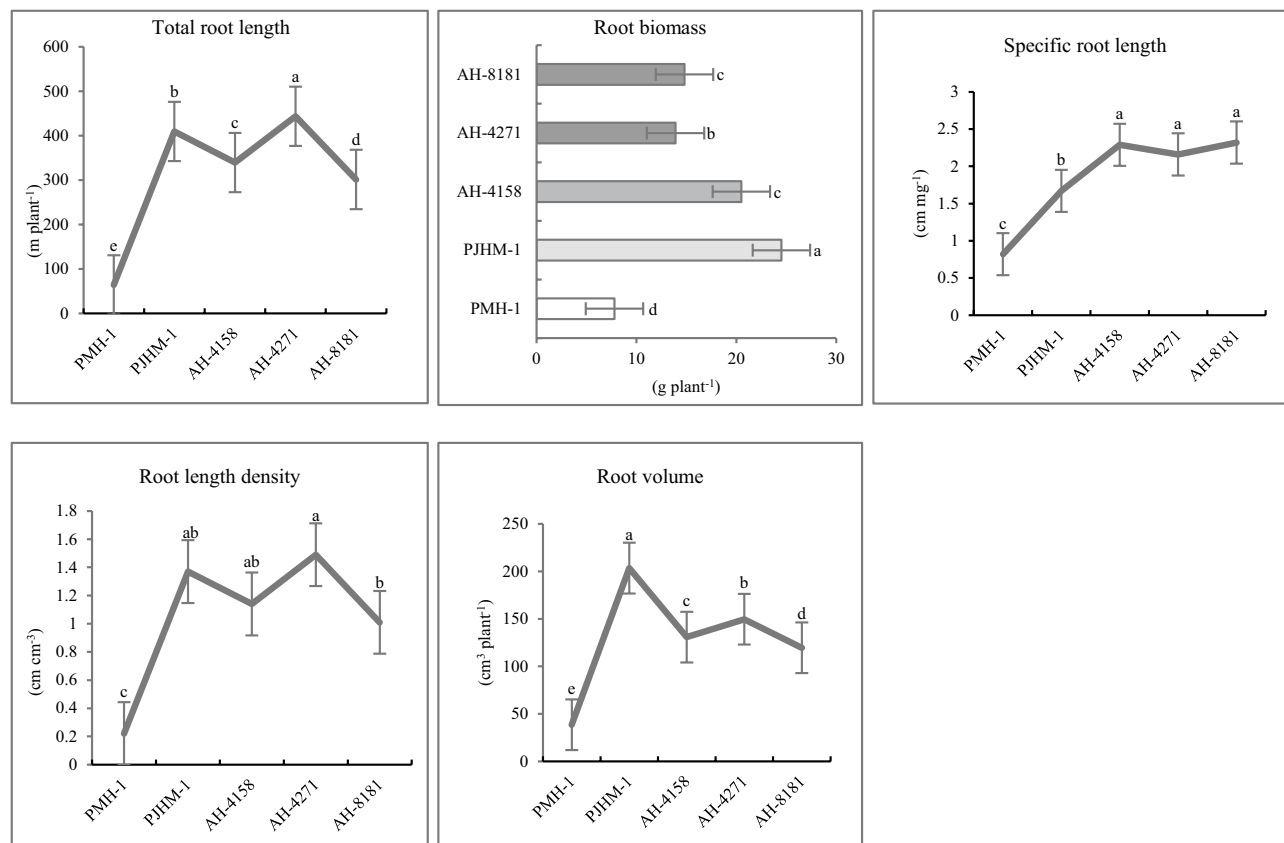 Total root length
600
500
400
300
200
100
0
(m plant⁻¹)
e
b
c
a
d
PMH-1
PJHM-1
AH-4158
AH-4271
AH-8181
Root biomass
AH-8181
AH-4271
AH-4158
PJHM-1
PMH-1
c
b
c
a
d
0 10 20 30
(g plant⁻¹)
Specific root length
3
2.5
2
1.5
1
0.5
0
(cm mg⁻¹)
c
b
a
a
a
PMH-1
PJHM-1
AH-4158
AH-4271
AH-8181
Root length density
1.8
1.6
1.4
1.2
1
0.8
0.6
0.4
0.2
0
(cm cm⁻³)
c
ab
ab
a
b
PMH-1
PJHM-1
AH-4158
AH-4271
AH-8181
Root volume
250
200
150
100
50
0
(cm³ plant⁻¹)
e
a
c
b
d
PMH-1
PJHM-1
AH-4158
AH-4271
AH-8181